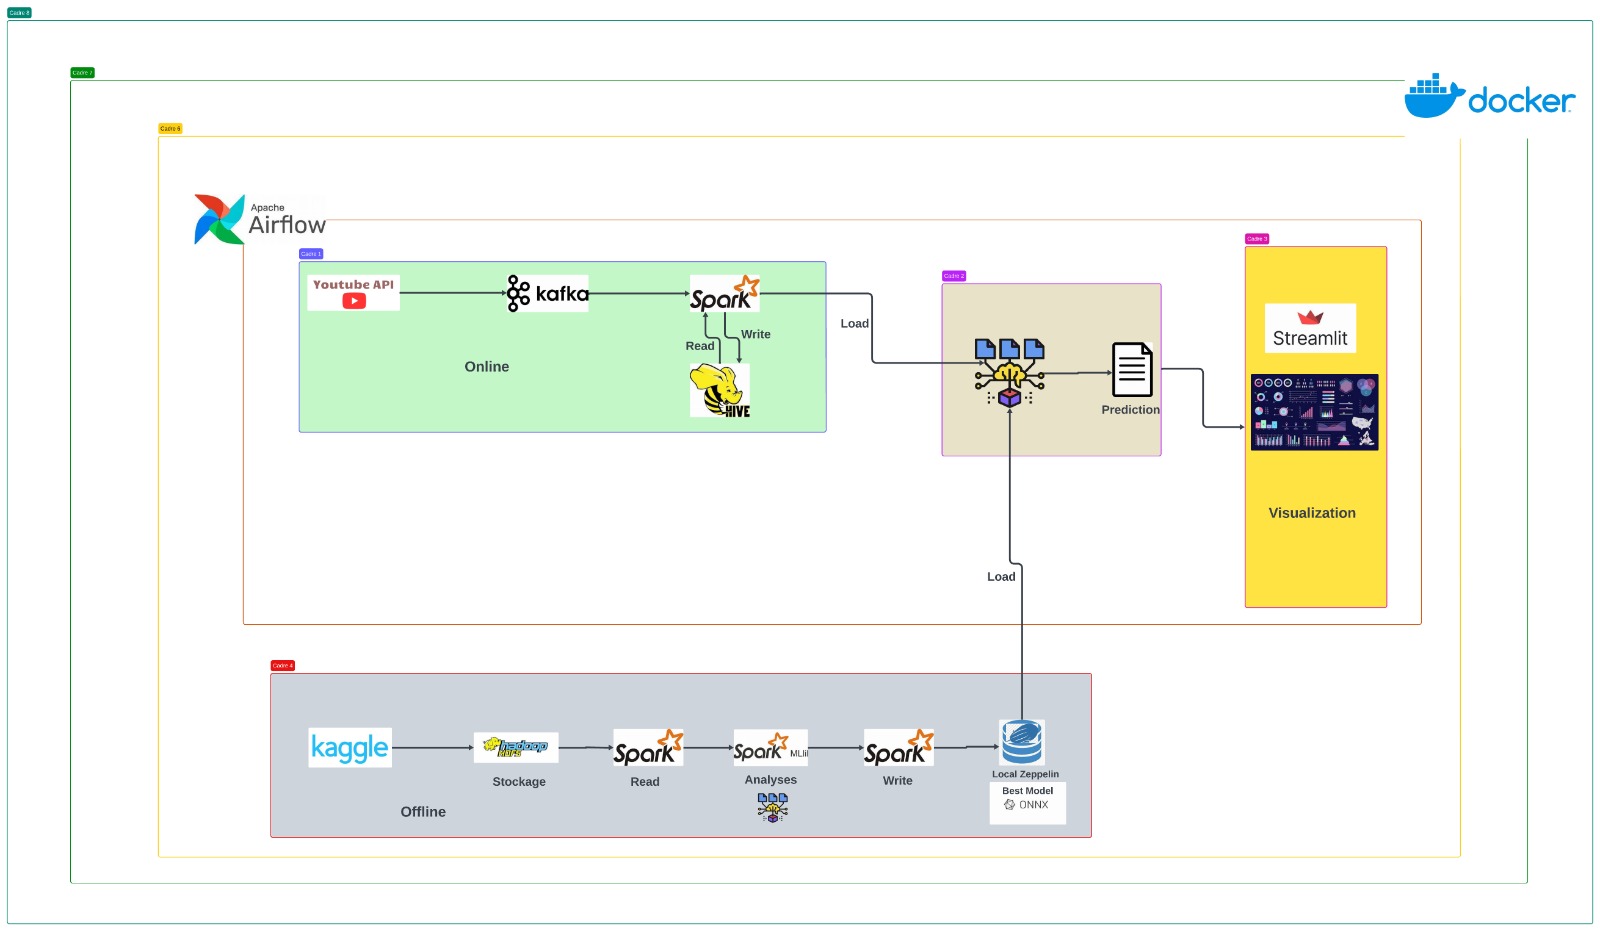 Cadre 8
Cadre 7
docker
Cadre 6
Apache
Airflow
Cadre 1
Cadre 2
Cadre 3
Youtube API
kafka
Spark
Load
Write
Read
Online
HIVE
Prediction
Streamlit
Visualization
Load
Cadre 4
kaggle
hadoop
HDFS
Spark
Spark
MLlib
Spark
Stockage
Read
Analyses
Write
Local Zeppelin
Best Model
ONNX
Offline